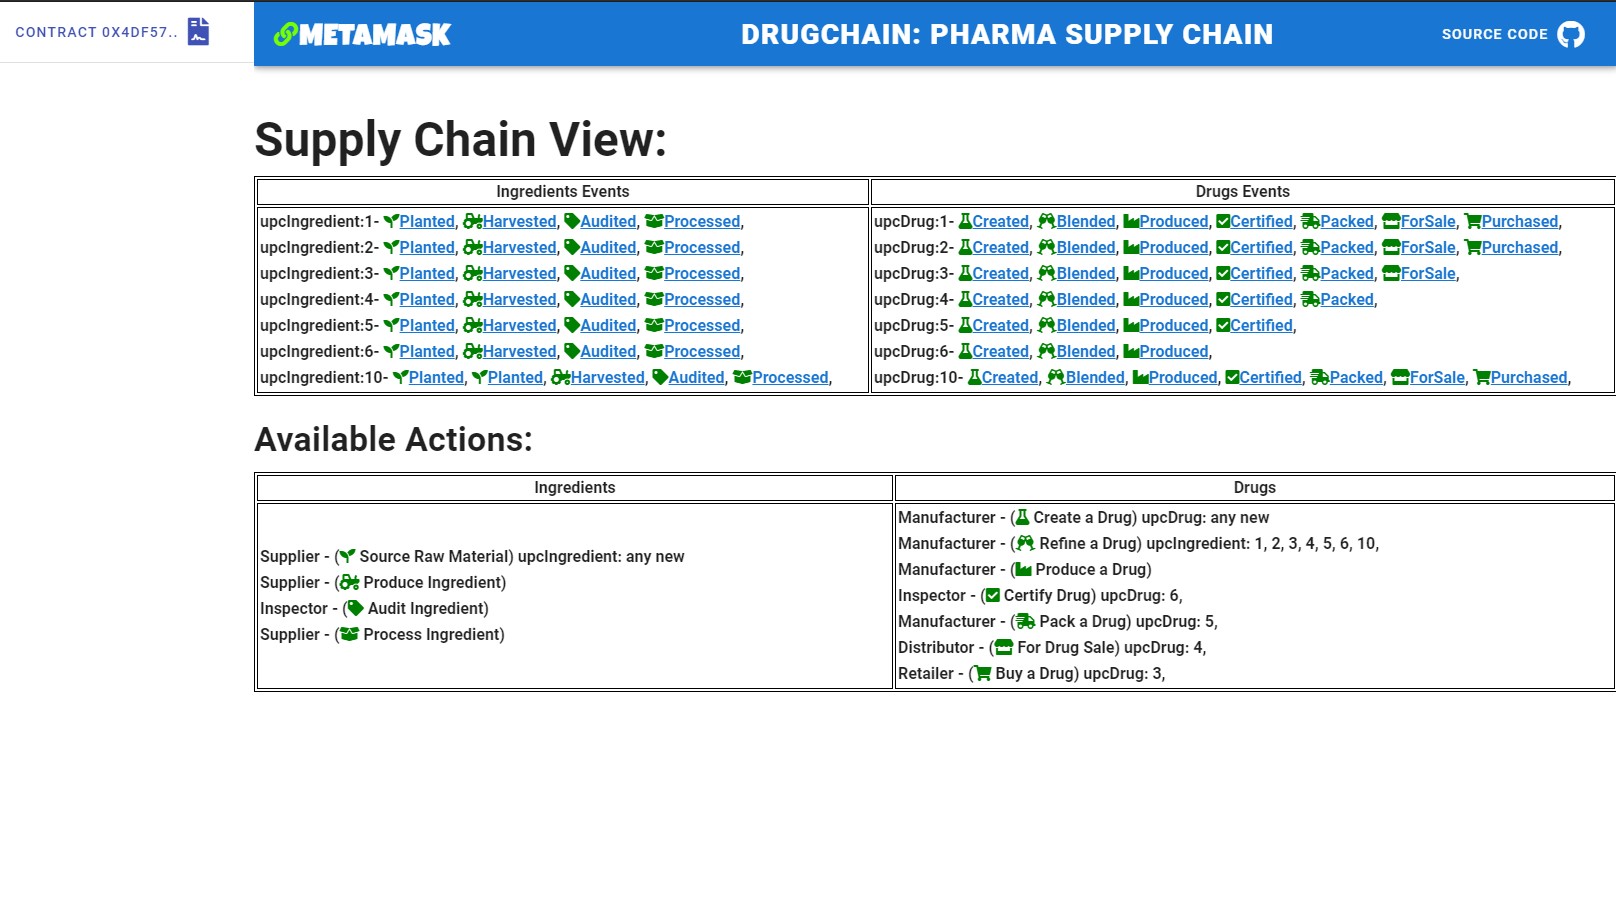 CONTRACT 0X4DF57..
METAMASK
DRUGCHAIN: PHARMA SUPPLY CHAIN
SOURCE CODE
Supply Chain View:
Ingredients Events
Drugs Events
upcIngredient:1- Planted, Harvested, Audited, Processed,
upcIngredient:2- Planted, Harvested, Audited, Processed,
upcIngredient:3- Planted, Harvested, Audited, Processed,
upcIngredient:4- Planted, Harvested, Audited, Processed,
upcIngredient:5- Planted, Harvested, Audited, Processed,
upcIngredient:6- Planted, Harvested, Audited, Processed,
upcIngredient:10- Planted, Planted, Harvested, Audited, Processed,
upcDrug:1- Created, Blended, Produced, Certified, Packed, ForSale, Purchased,
upcDrug:2- Created, Blended, Produced, Certified, Packed, ForSale, Purchased,
upcDrug:3- Created, Blended, Produced, Certified, Packed, ForSale,
upcDrug:4- Created, Blended, Produced, Certified, Packed,
upcDrug:5- Created, Blended, Produced, Certified,
upcDrug:6- Created, Blended, Produced,
upcDrug:10- Created, Blended, Produced, Certified, Packed, ForSale, Purchased,
Available Actions:
Ingredients
Drugs
Supplier - ( Source Raw Material) upcIngredient: any new
Supplier - ( Produce Ingredient)
Inspector - ( Audit Ingredient)
Supplier - ( Process Ingredient)
Manufacturer - ( Create a Drug) upcDrug: any new
Manufacturer - ( Refine a Drug) upcIngredient: 1, 2, 3, 4, 5, 6, 10,
Manufacturer - ( Produce a Drug)
Inspector - ( Certify Drug) upcDrug: 6,
Manufacturer - ( Pack a Drug) upcDrug: 5,
Distributor - ( For Drug Sale) upcDrug: 4,
Retailer - ( Buy a Drug) upcDrug: 3,